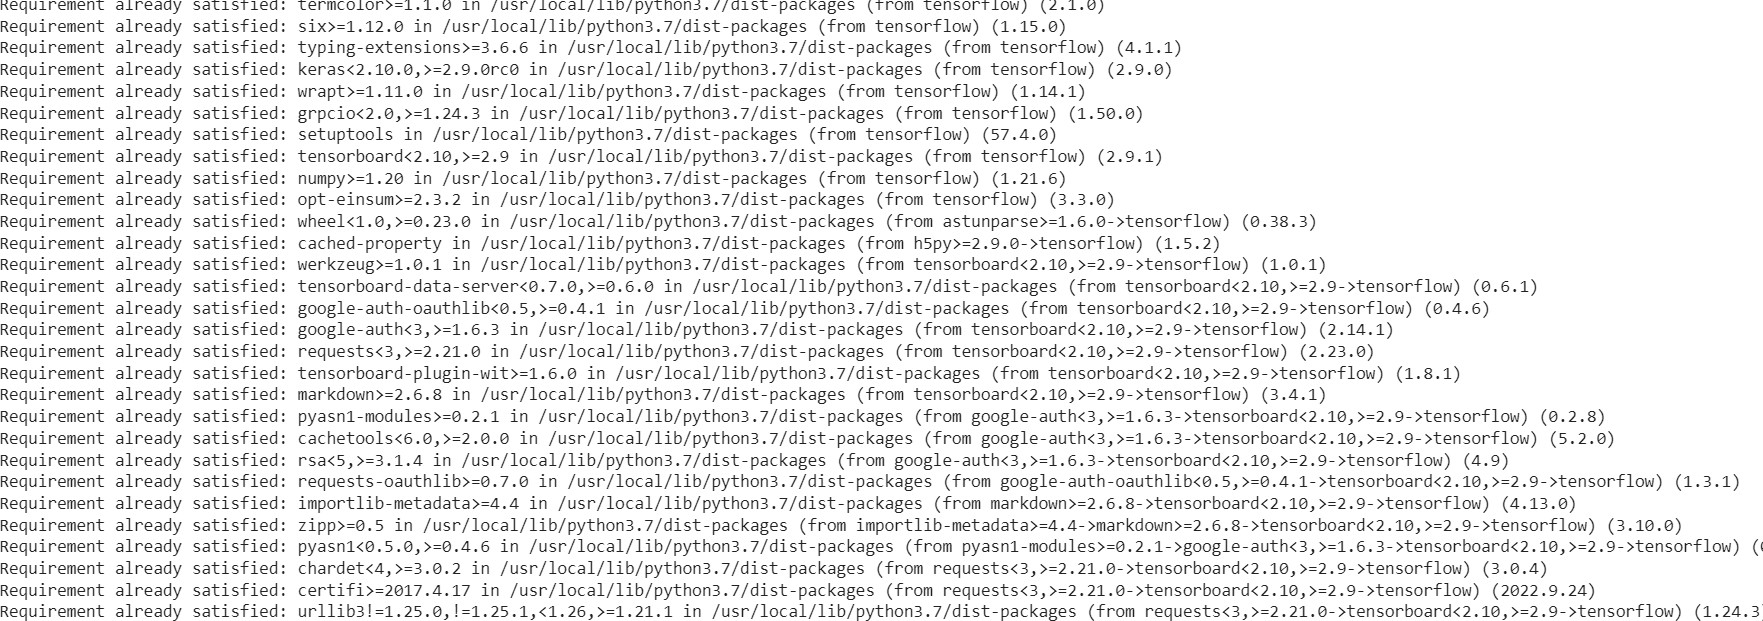 Requirement already satisfied: termcolor>=1.1.0 in /usr/local/lib/python3.7/dist-packages (from tensorflow) (2.1.0)
Requirement already satisfied: six>=1.12.0 in /usr/local/lib/python3.7/dist-packages (from tensorflow) (1.15.0)
Requirement already satisfied: typing-extensions>=3.6.6 in /usr/local/lib/python3.7/dist-packages (from tensorflow) (4.1.1)
Requirement already satisfied: keras<2.10.0,>=2.9.0rc0 in /usr/local/lib/python3.7/dist-packages (from tensorflow) (2.9.0)
Requirement already satisfied: wrapt>=1.11.0 in /usr/local/lib/python3.7/dist-packages (from tensorflow) (1.14.1)
Requirement already satisfied: grpcio<2.0,>=1.24.3 in /usr/local/lib/python3.7/dist-packages (from tensorflow) (1.50.0)
Requirement already satisfied: setuptools in /usr/local/lib/python3.7/dist-packages (from tensorflow) (57.4.0)
Requirement already satisfied: tensorboard<2.10,>=2.9 in /usr/local/lib/python3.7/dist-packages (from tensorflow) (2.9.1)
Requirement already satisfied: numpy>=1.20 in /usr/local/lib/python3.7/dist-packages (from tensorflow) (1.21.6)
Requirement already satisfied: opt-einsum>=2.3.2 in /usr/local/lib/python3.7/dist-packages (from tensorflow) (3.3.0)
Requirement already satisfied: wheel<1.0,>=0.23.0 in /usr/local/lib/python3.7/dist-packages (from astunparse>=1.6.0->tensorflow) (0.38.3)
Requirement already satisfied: cached-property in /usr/local/lib/python3.7/dist-packages (from h5py>=2.9.0->tensorflow) (1.5.2)
Requirement already satisfied: werkzeug>=1.0.1 in /usr/local/lib/python3.7/dist-packages (from tensorboard<2.10,>=2.9->tensorflow) (1.0.1)
Requirement already satisfied: tensorboard-data-server<0.7.0,>=0.6.0 in /usr/local/lib/python3.7/dist-packages (from tensorboard<2.10,>=2.9->tensorflow) (0.6.1)
Requirement already satisfied: google-auth-oauthlib<0.5,>=0.4.1 in /usr/local/lib/python3.7/dist-packages (from tensorboard<2.10,>=2.9->tensorflow) (0.4.6)
Requirement already satisfied: google-auth<3,>=1.6.3 in /usr/local/lib/python3.7/dist-packages (from tensorboard<2.10,>=2.9->tensorflow) (2.14.1)
Requirement already satisfied: requests<3,>=2.21.0 in /usr/local/lib/python3.7/dist-packages (from tensorboard<2.10,>=2.9->tensorflow) (2.23.0)
Requirement already satisfied: tensorboard-plugin-wit>=1.6.0 in /usr/local/lib/python3.7/dist-packages (from tensorboard<2.10,>=2.9->tensorflow) (1.8.1)
Requirement already satisfied: markdown>=2.6.8 in /usr/local/lib/python3.7/dist-packages (from tensorboard<2.10,>=2.9->tensorflow) (3.4.1)
Requirement already satisfied: pyasn1-modules>=0.2.1 in /usr/local/lib/python3.7/dist-packages (from google-auth<3,>=1.6.3->tensorboard<2.10,>=2.9->tensorflow) (0.2.8)
Requirement already satisfied: cachetools<6.0,>=2.0.0 in /usr/local/lib/python3.7/dist-packages (from google-auth<3,>=1.6.3->tensorboard<2.10,>=2.9->tensorflow) (5.2.0)
Requirement already satisfied: rsa<5,>=3.1.4 in /usr/local/lib/python3.7/dist-packages (from google-auth<3,>=1.6.3->tensorboard<2.10,>=2.9->tensorflow) (4.9)
Requirement already satisfied: requests-oauthlib>=0.7.0 in /usr/local/lib/python3.7/dist-packages (from google-auth-oauthlib<0.5,>=0.4.1->tensorboard<2.10,>=2.9->tensorflow) (1.3.1)
Requirement already satisfied: importlib-metadata>=4.4 in /usr/local/lib/python3.7/dist-packages (from markdown>=2.6.8->tensorboard<2.10,>=2.9->tensorflow) (4.13.0)
Requirement already satisfied: zipp>=0.5 in /usr/local/lib/python3.7/dist-packages (from importlib-metadata>=4.4->markdown>=2.6.8->tensorboard<2.10,>=2.9->tensorflow) (3.10.0)
Requirement already satisfied: pyasn1<0.5.0,>=0.4.6 in /usr/local/lib/python3.7/dist-packages (from pyasn1-modules>=0.2.1->google-auth<3,>=1.6.3->tensorboard<2.10,>=2.9->tensorflow)
Requirement already satisfied: chardet<4,>=3.0.2 in /usr/local/lib/python3.7/dist-packages (from requests<3,>=2.21.0->tensorboard<2.10,>=2.9->tensorflow) (3.0.4)
Requirement already satisfied: certifi>=2017.4.17 in /usr/local/lib/python3.7/dist-packages (from requests<3,>=2.21.0->tensorboard<2.10,>=2.9->tensorflow) (2022.9.24)
Requirement already satisfied: urllib3!=1.25.0,!=1.25.1,<1.26,>=1.21.1 in /usr/local/lib/python3.7/dist-packages (from requests<3,>=2.21.0->tensorboard<2.10,>=2.9->tensorflow) (1.24.3